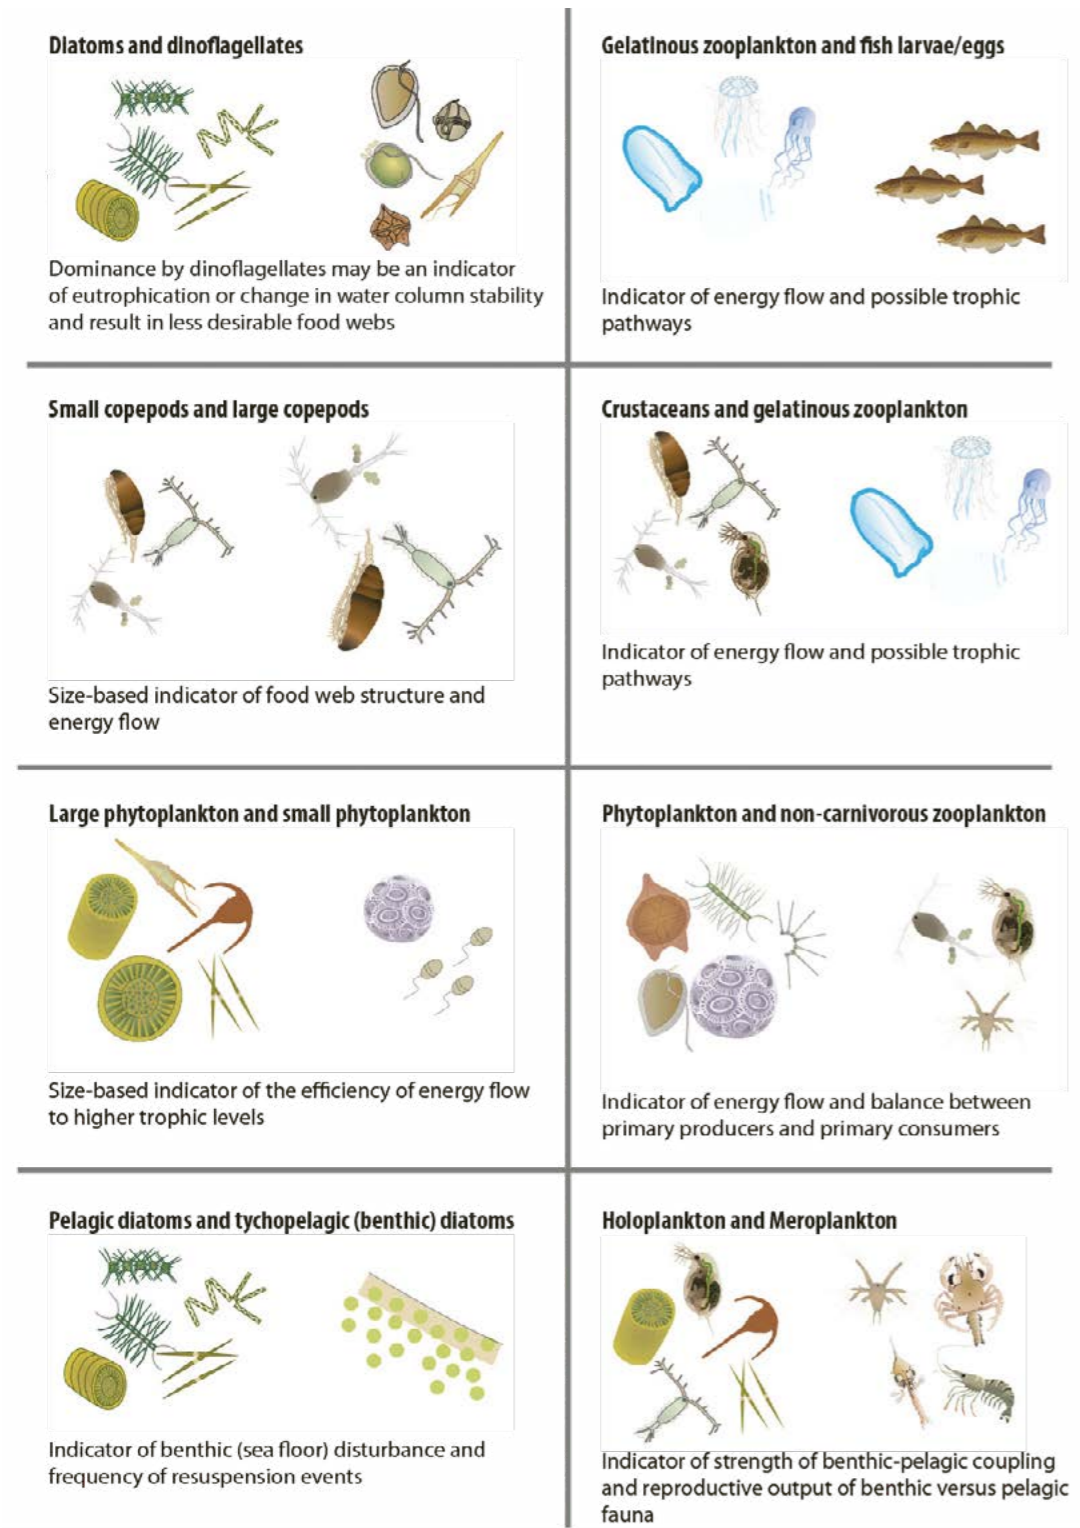 Diatoms and dinoflagellates
Dominance by dinoflagellates may be an indicator
of eutrophication or change in water column stability
and result in less desirable food webs
Gelatinous zooplankton and fish larvae/eggs
Indicator of energy flow and possible trophic
pathways
Small copepods and large copepods
Size-based indicator of food web structure and
energy flow
Crustaceans and gelatinous zooplankton
Indicator of energy flow and possible trophic
pathways
Large phytoplankton and small phytoplankton
Size-based indicator of the efficiency of energy flow
to higher trophic levels
Phytoplankton and non-carnivorous zooplankton
Indicator of energy flow and balance between
primary producers and primary consumers
Pelagic diatoms and tychopelagic (benthic) diatoms
Indicator of benthic (sea floor) disturbance and
frequency of resuspension events
Holoplankton and Meroplankton
Indicator of strength of benthic-pelagic coupling
and reproductive output of benthic versus pelagic
fauna